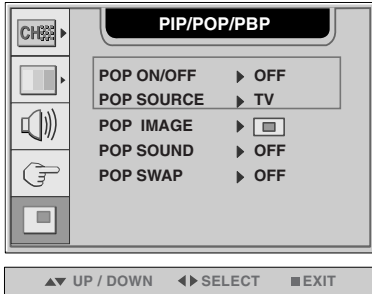 CH
PIP/POP/PBP
POP ON/OFF OFF
POP SOURCE TV
POP IMAGE
POP SOUND OFF
POP SWAP OFF
UP / DOWN SELECT EXIT